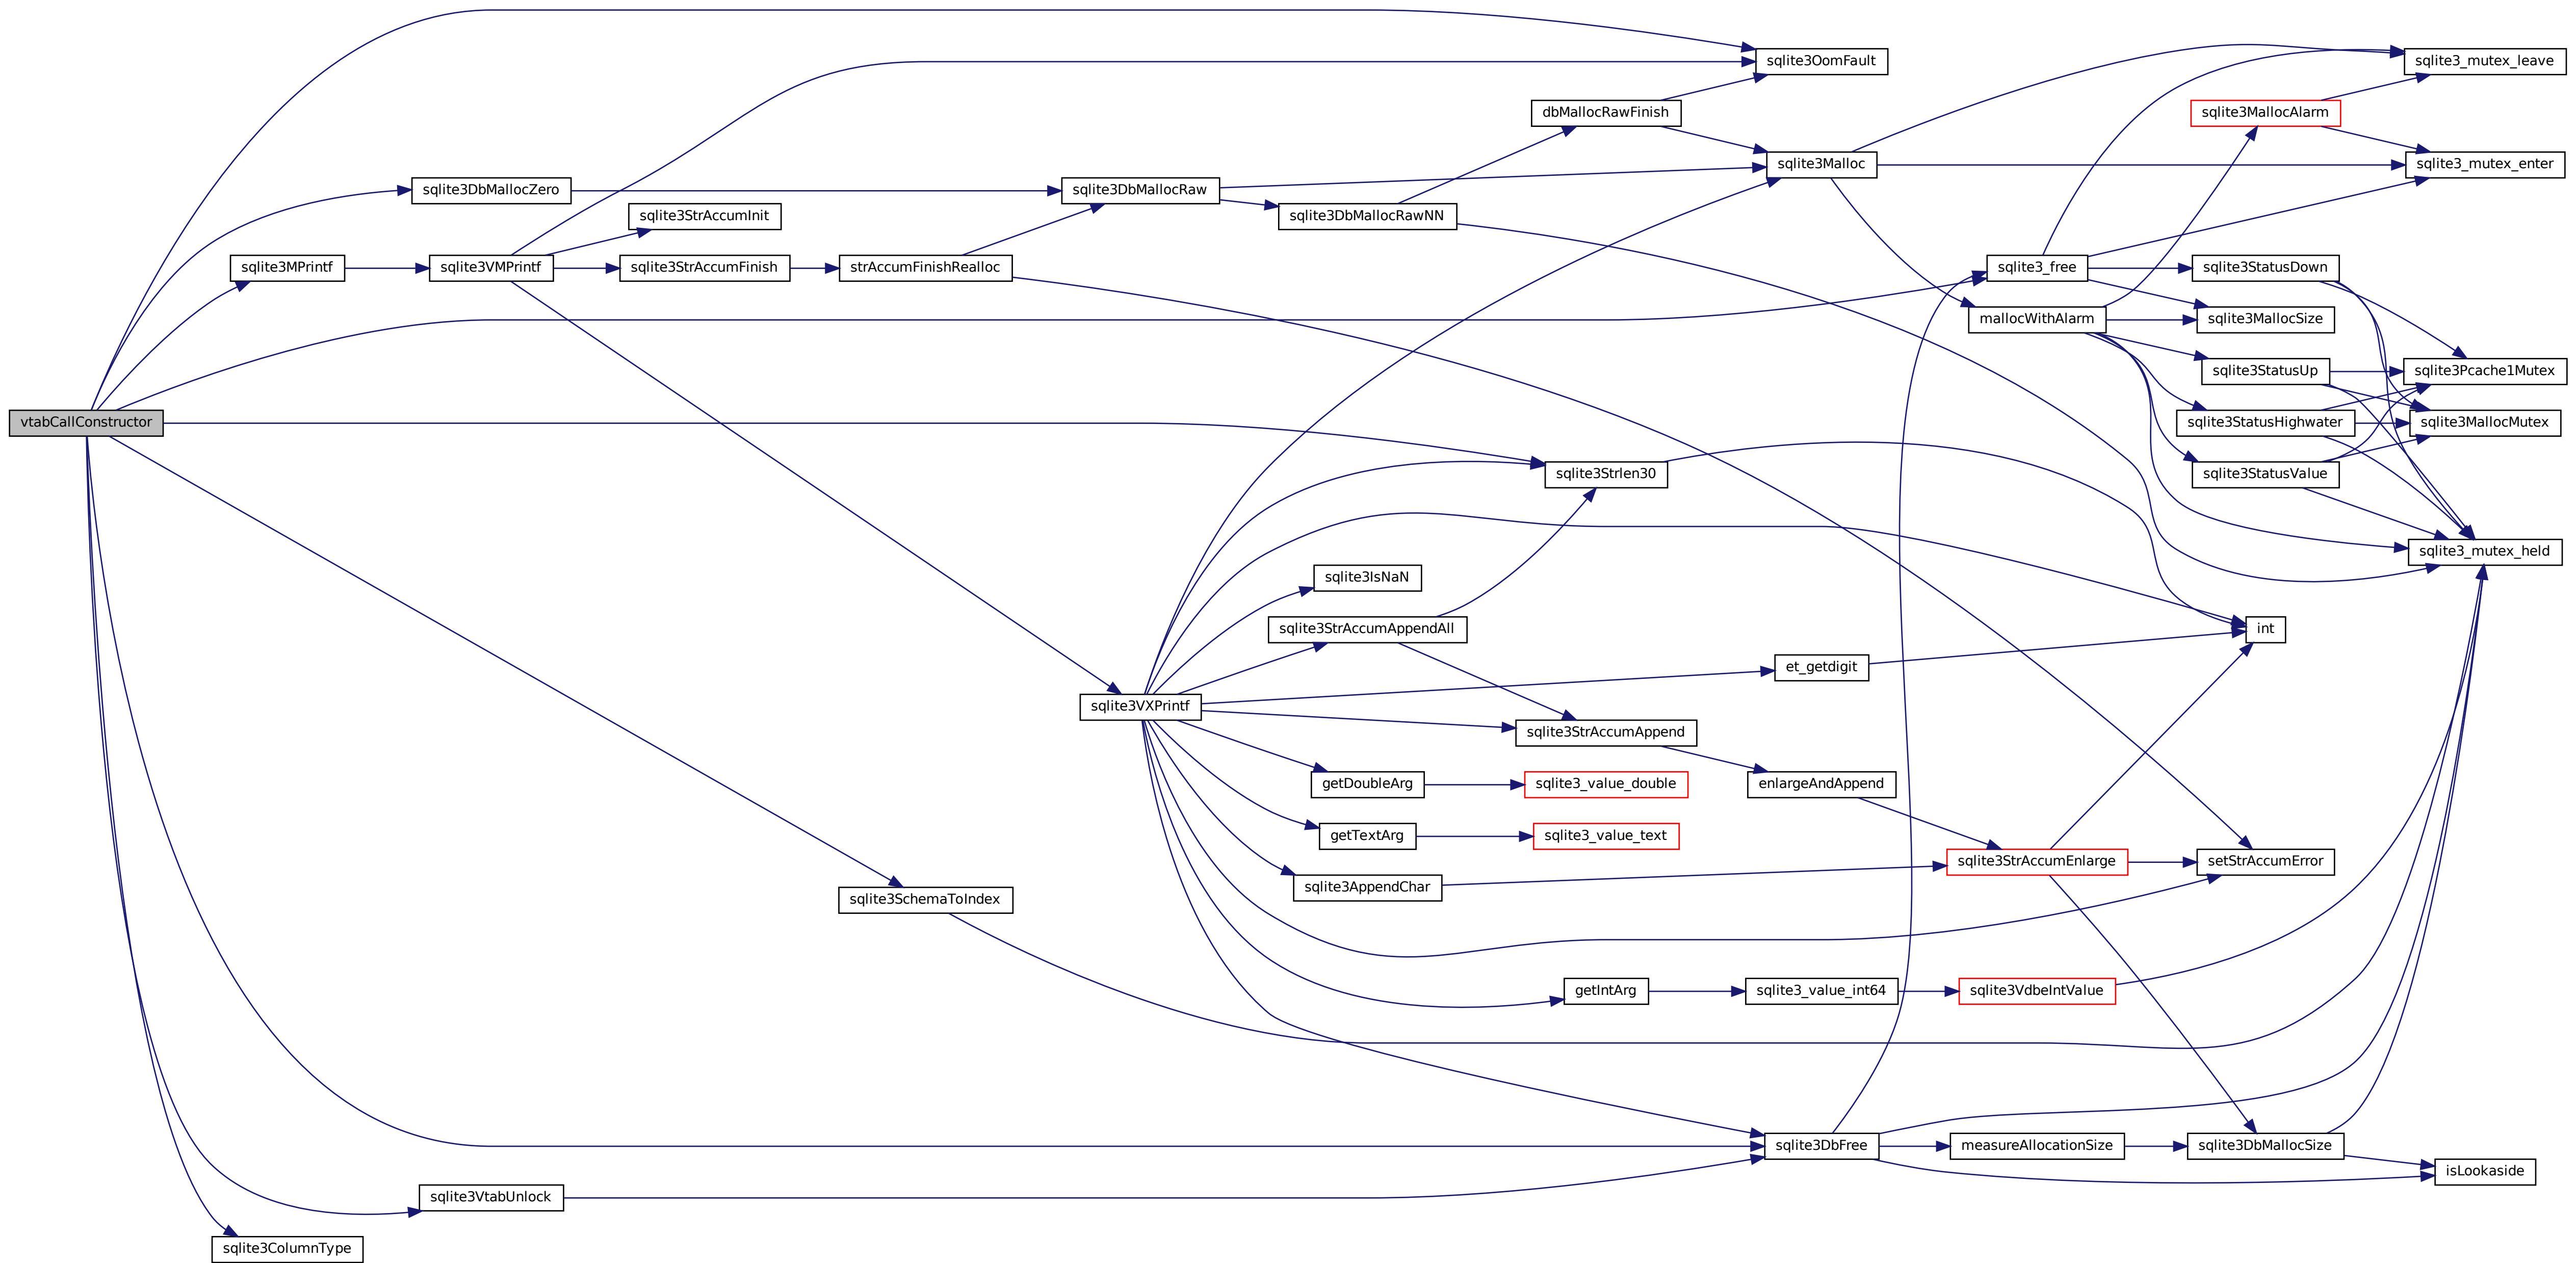 sqlite3OomFault
sqlite3_mutex_leave
dbMallocRawFinish
sqlite3MallocAlarm
sqlite3Malloc
sqlite3_mutex_enter
sqlite3DbMallocZero
sqlite3DbMallocRaw
sqlite3StrAccumInit
sqlite3DbMallocRawNN
sqlite3MPrintf
sqlite3VMPrintf
sqlite3StrAccumFinish
strAccumFinishRealloc
sqlite3_free
sqlite3StatusDown
mallocWithAlarm
sqlite3MallocSize
sqlite3StatusUp
sqlite3Pcache1Mutex
vtabCallConstructor
sqlite3StatusHighwater
sqlite3MallocMutex
sqlite3Strlen30
sqlite3StatusValue
sqlite3_mutex_held
sqlite3IsNaN
sqlite3StrAccumAppendAll
int
et_getdigit
sqlite3VXPrintf
sqlite3StrAccumAppend
getDoubleArg
sqlite3_value_double
enlargeAndAppend
getTextArg
sqlite3_value_text
sqlite3StrAccumEnlarge
setStrAccumError
sqlite3AppendChar
sqlite3SchemaToIndex
getIntArg
sqlite3_value_int64
sqlite3VdbeIntValue
sqlite3DbFree
measureAllocationSize
sqlite3DbMallocSize
isLookaside
sqlite3VtabUnlock
sqlite3ColumnType